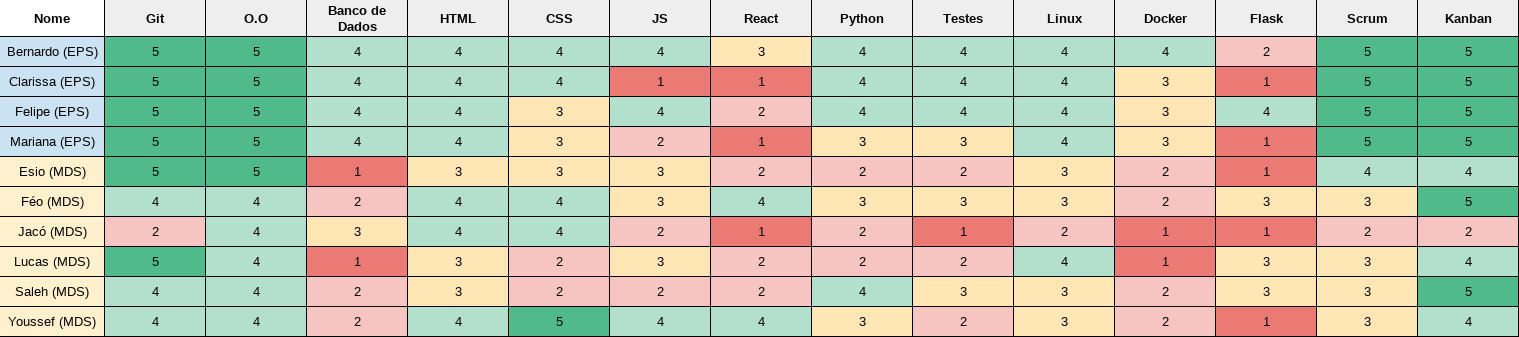 Nome Git O.O Banco de Dados HTML CSS JS React Python Testes Linux Docker Flask Scrum Kanban
Bernardo (EPS) 5 5 4 4 4 4 3 4 4 4 4 2 5 5
Clarissa (EPS) 5 5 4 4 4 1 1 4 4 4 3 1 5 5
Felipe (EPS) 5 5 4 4 3 4 2 4 4 4 3 4 5 5
Mariana (EPS) 5 5 4 4 3 2 1 3 3 4 3 1 5 5
Esio (MDS) 5 5 1 3 3 3 2 2 2 3 2 1 4 4
Féo (MDS) 4 4 2 4 4 3 4 3 3 3 2 3 3 5
Jacó (MDS) 2 4 3 4 4 2 1 2 1 2 1 1 2 2
Lucas (MDS) 5 4 1 3 2 3 2 2 2 4 1 3 3 4
Saleh (MDS) 4 4 2 3 2 2 2 4 3 3 2 3 3 5
Youssef (MDS) 4 4 2 4 5 4 4 3 2 3 2 1 3 4